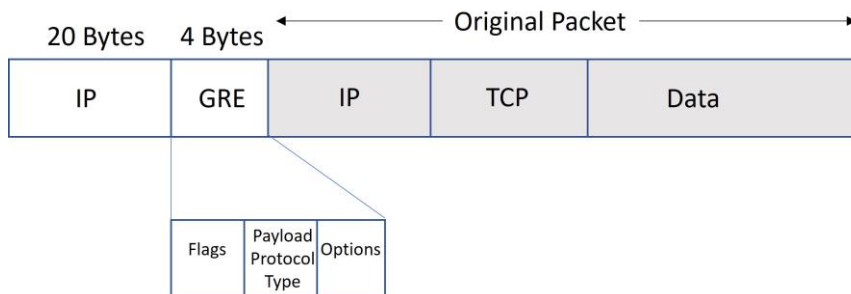 20 Bytes 4 Bytes Original Packet
IP GRE IP TCP Data
Flags Payload Protocol Type Options